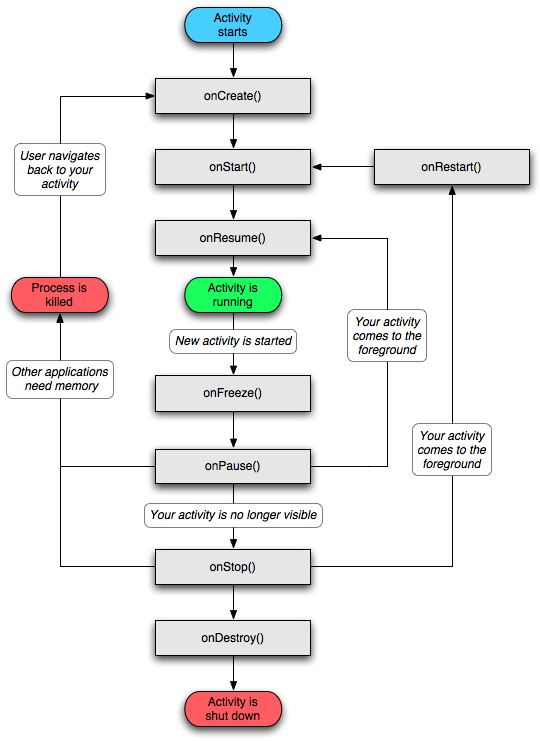 Activity
starts
onCreate()
User navigates
back to your
activity
onStart()
onRestart()
onResume()
Process is
killed
Activity is
running
New activity is started
Your activity
comes to the
foreground
Other applications
need memory
onFreeze()
Your activity
comes to the
foreground
onPause()
Your activity is no longer visible
onStop()
onDestroy()
Activity is
shut down